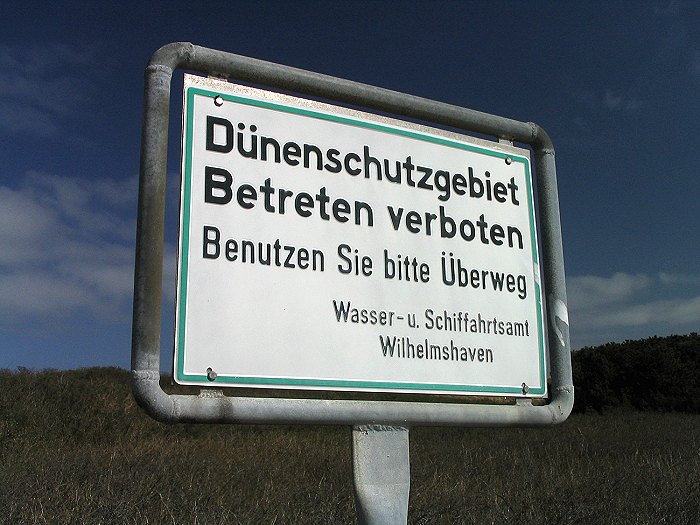 Dünenschutzgebiet
Betreten verboten
Benutzen Sie bitte Überweg
Wasser- u. Schiffahrtsamt
Wilhelmshaven